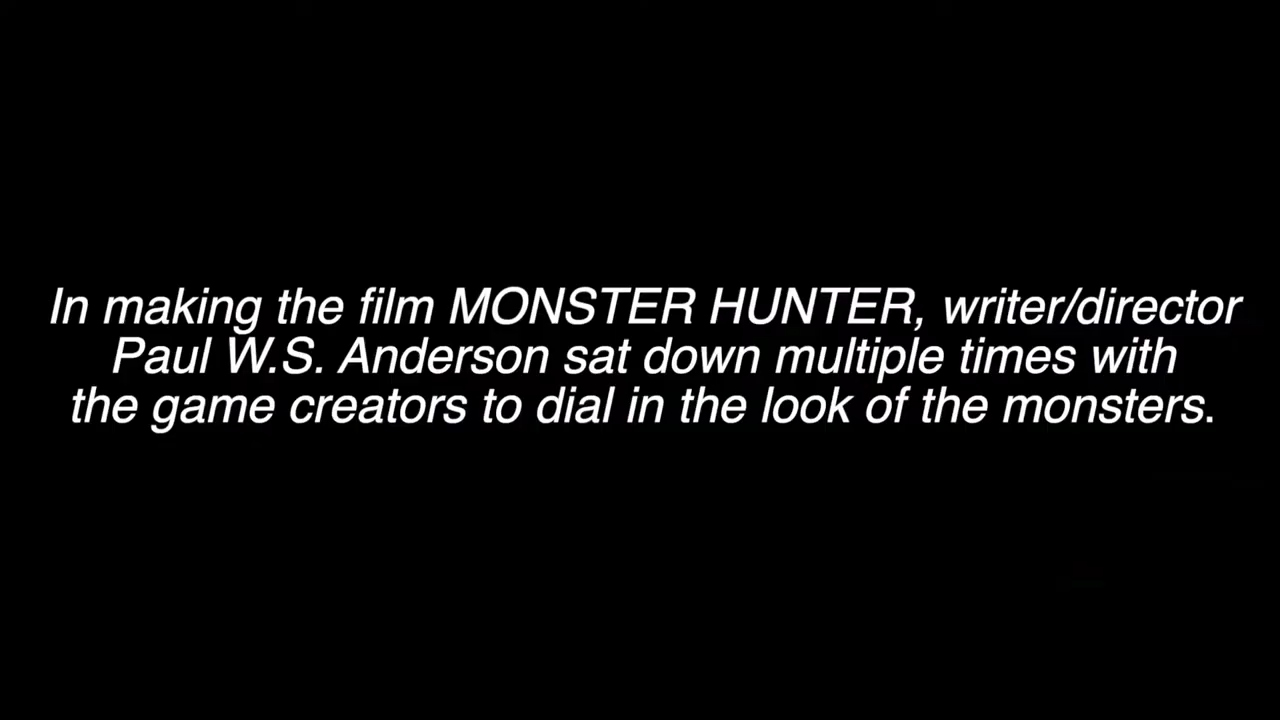 In making the film MONSTER HUNTER, writer/director
Paul W.S. Anderson sat down multiple times with
the game creators to dial in the look of the monsters.